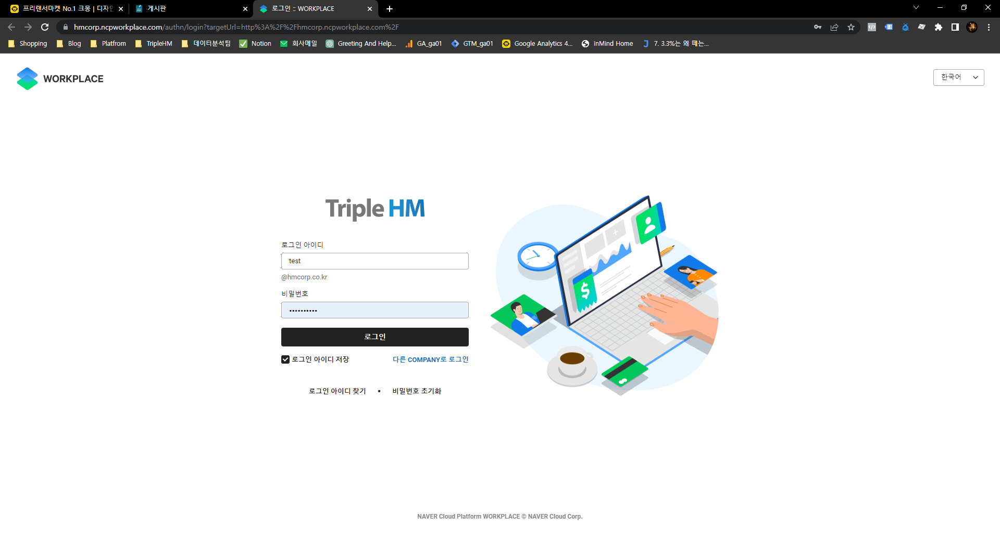 프리랜서마켓 No.1 크몽 | 디자인
게시판
로그인 :: WORKPLACE
hmcorp.ncpworkplace.com/authn/login?targetUrl=http%3A%2F%2Fhmcorp.ncpworkplace.com%2F
Shopping
Blog
Platfrom
TripleHM
데이터분석팀
Notion
회사메일
Greeting And Help...
GA_ga01
GTM_ga01
Google Analytics 4...
inMind Home
7. 3.3%는 왜 떼는...
WORKPLACE
한국어
Triple HM
로그인 아이디
test
@hmcorp.co.kr
비밀번호
••••••••••
로그인
로그인 아이디 저장
다른 COMPANY로 로그인
로그인 아이디 찾기 • 비밀번호 초기화
$
NAVER Cloud Platform WORKPLACE © NAVER Cloud Corp.